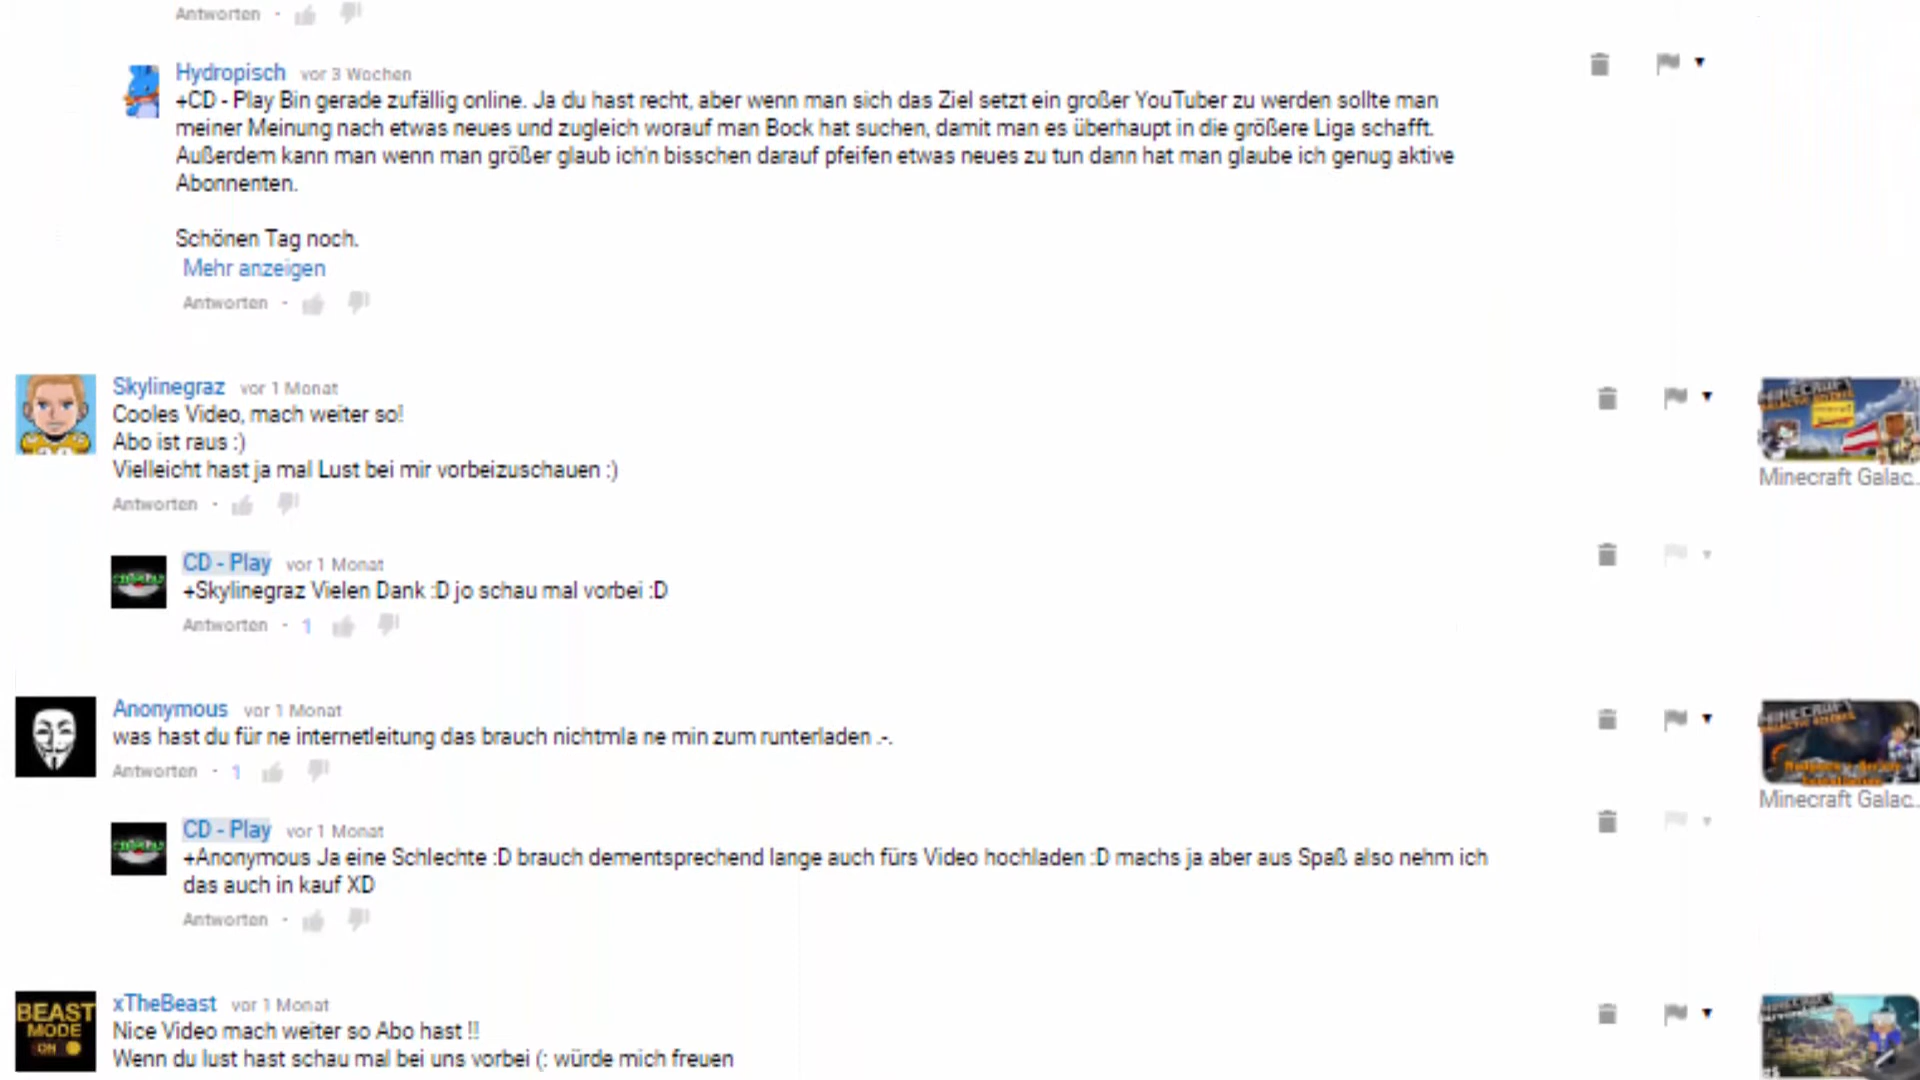 Antworten ·
Hydropisch vor 3 Wochen
+CD - Play Bin gerade zufällig online. Ja du hast recht, aber wenn man sich das Ziel setzt ein großer YouTuber zu werden sollte man
meiner Meinung nach etwas neues und zugleich worauf man Bock hat suchen, damit man es überhaupt in die größere Liga schafft.
Außerdem kann man wenn man größer glaub ich'n bisschen darauf pfeifen etwas neues zu tun dann hat man glaube ich genug aktive
Abonnenten.
Schönen Tag noch.
Mehr anzeigen
Antworten ·
Skylinegraz vor 1 Monat
Cooles Video, mach weiter so!
Abo ist raus :)
Vielleicht hast ja mal Lust bei mir vorbeizuschauen :)
Antworten ·
MINECRAFT
Minecraft Galac...
CD - Play vor 1 Monat
+Skylinegraz Vielen Dank :D jo schau mal vorbei :D
Antworten · 1
Anonymous vor 1 Monat
was hast du für ne internetleitung das brauch nichtmla ne min zum runterladen .-.
Antworten · 1
MINECRAFT
Minecraft Galac...
CD - Play vor 1 Monat
+Anonymous Ja eine Schlechte :D brauch dementsprechend lange auch fürs Video hochladen :D machs ja aber aus Spaß also nehm ich
das auch in kauf XD
Antworten ·
BEAST
MODE
ON
xTheBeast vor 1 Monat
Nice Video mach weiter so Abo hast !!
Wenn du lust hast schau mal bei uns vorbei (: würde mich freuen
MINECRAFT